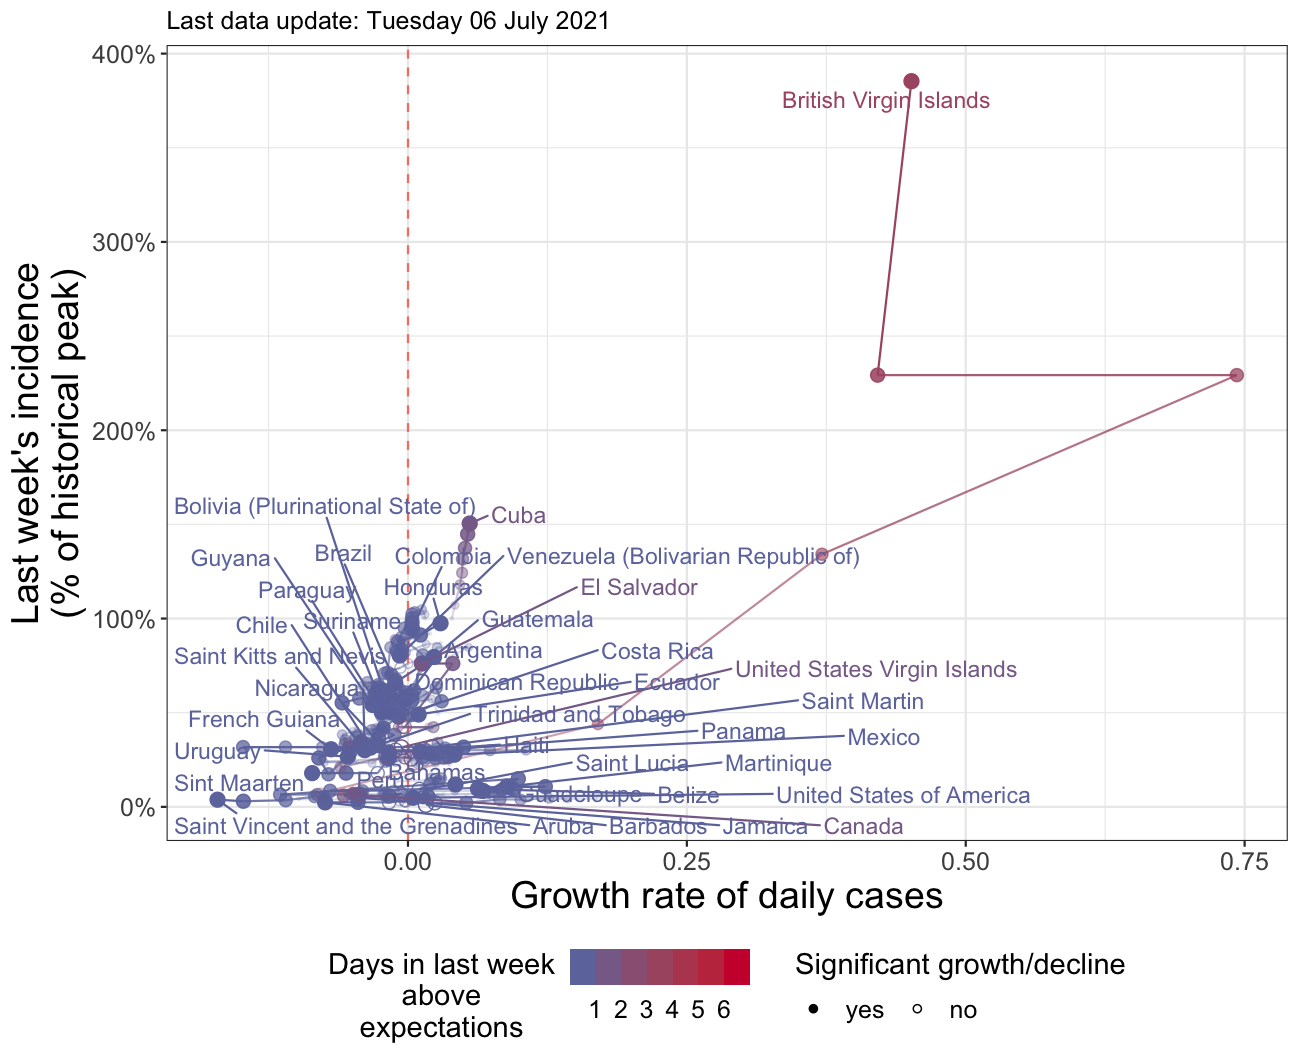 Last data update: Tuesday 06 July 2021
400%
300%
200%
100%
0%
Last week's incidence
(% of historical peak)
British Virgin Islands
Bolivia (Plurinational State of)
Cuba
Guyana
Brazil
Colombia
Venezuela (Bolivarian Republic of)
Paraguay
Honduras
El Salvador
Chile
Suriname
Guatemala
Saint Kitts and Nevis
Argentina
Costa Rica
United States Virgin Islands
Nicaragua
Dominican Republic
Ecuador
Saint Martin
French Guiana
Trinidad and Tobago
Panama
Mexico
Uruguay
Haiti
Saint Lucia
Martinique
Sint Maarten
Peru
Bahamas
Guadeloupe
Belize
United States of America
Saint Vincent and the Grenadines
Aruba
Barbados
Jamaica
Canada
0.00
0.25
0.50
0.75
Growth rate of daily cases
Days in last week
above
expectations
1 2 3 4 5 6
Significant growth/decline
yes
no